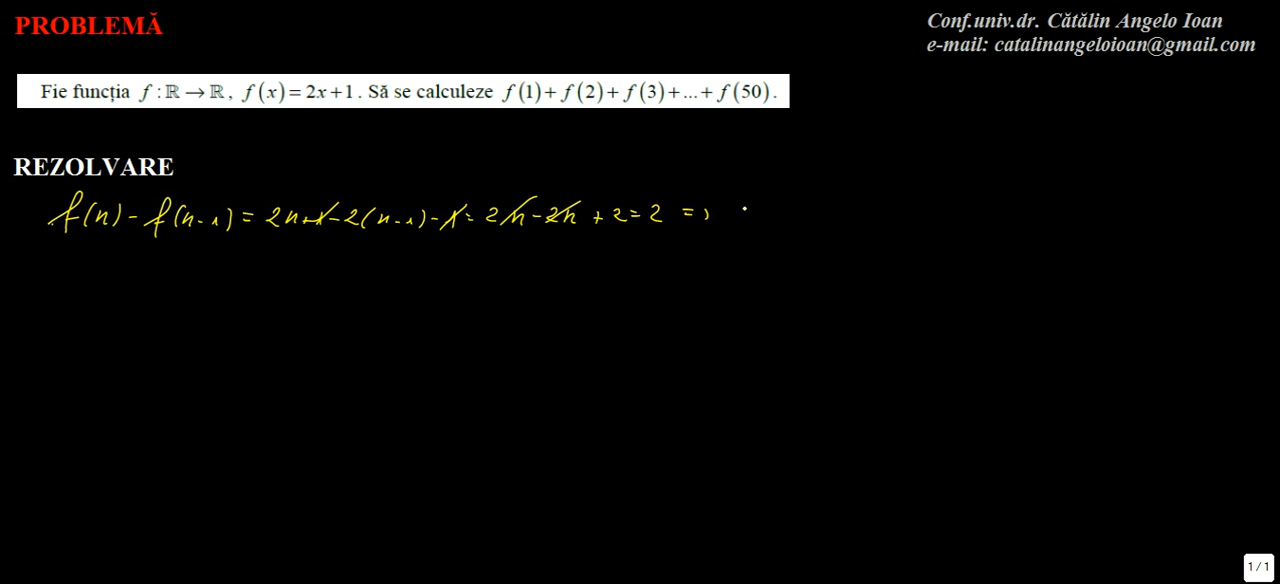 PROBLEMĂ
Conf.univ.dr. Cătălin Angelo Ioan
e-mail: catalinangeloioan@gmail.com
Fie funcția f : ℝ → ℝ, f(x) = 2x + 1. Să se calculeze f(1) + f(2) + f(3) + ... + f(50).
REZOLVARE
f(n) - f(n-1) = 2n+1-2(n-1)-1 = 2n-2n+2=2 =>
1/1